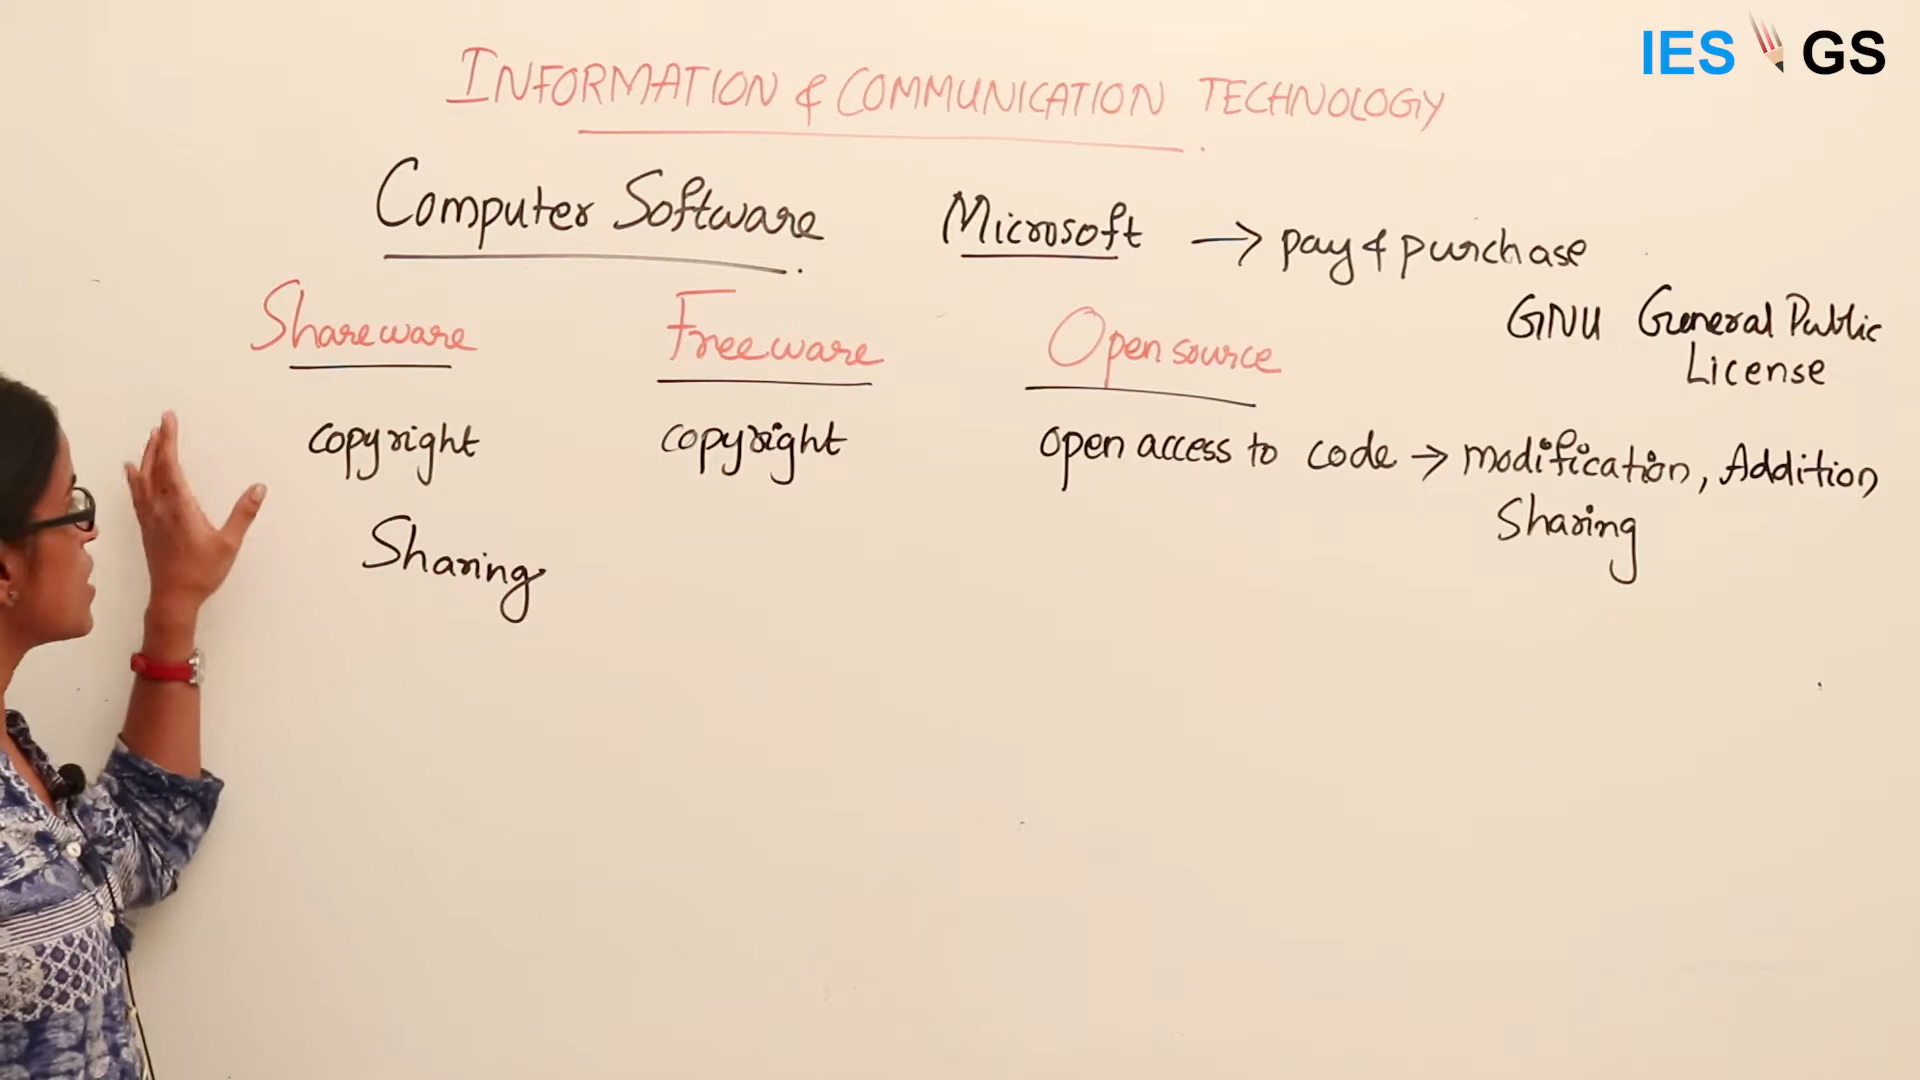 IES GS
INFORMATION & COMMUNICATION TECHNOLOGY
Computer Software
Microsoft → pay & purchase
GNU General Public
License
Shareware
Freeware
Open source
copyright
copyright
open access to code → modification, Addition
Sharing
Sharing